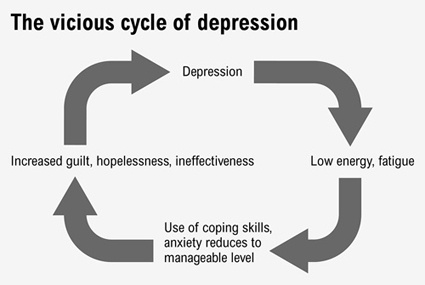 The vicious cycle of depression
Depression
Low energy, fatigue
Use of coping skills,
anxiety reduces to
manageable level
Increased guilt, hopelessness, ineffectiveness